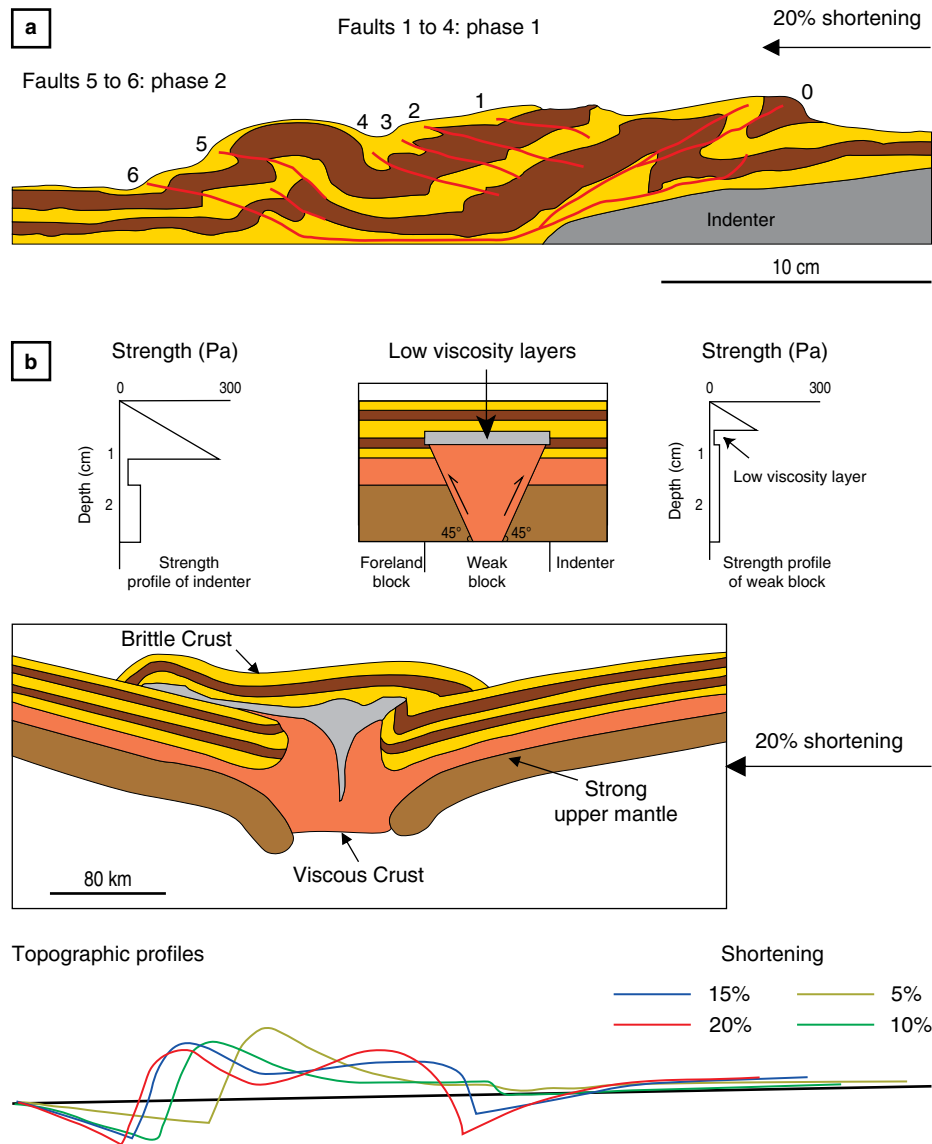 a
Faults 1 to 4: phase 1
20% shortening
Faults 5 to 6: phase 2
0
1
2
3
4
5
6
Indenter
10 cm
b
Strength (Pa)
0 300
Depth (cm)
1
2
Strength
profile of indenter
Low viscosity layers
45° 45°
Foreland
block
Weak
block
Indenter
Strength (Pa)
0 300
Depth (cm)
1
2
Low viscosity layer
Strength profile
of weak block
Brittle Crust
20% shortening
Strong
upper mantle
Viscous Crust
80 km
Topographic profiles
Shortening
15% 5%
20% 10%